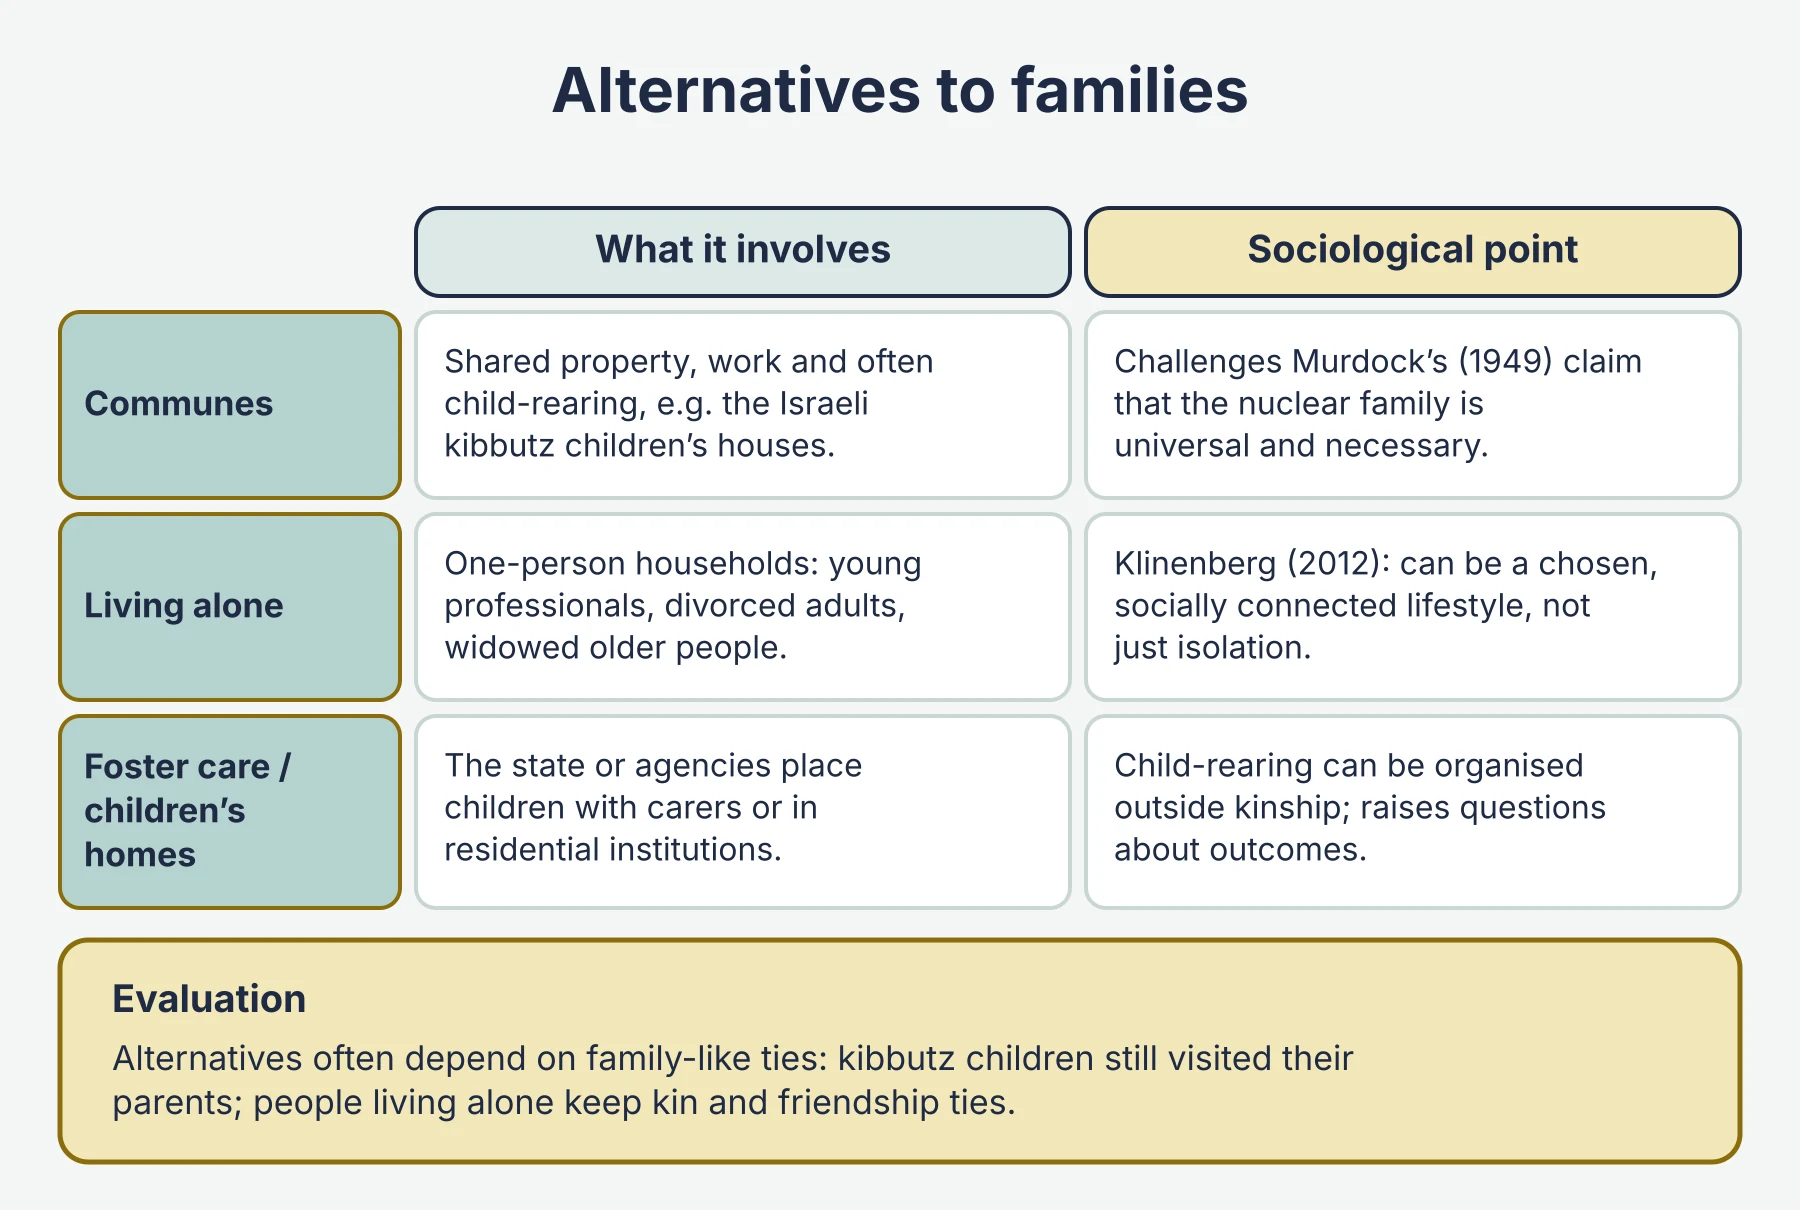 Alternatives to families
What it involves
Sociological point
Communes
Shared property, work and often
child-rearing, e.g. the Israeli
kibbutz children’s houses.
Challenges Murdock’s (1949) claim
that the nuclear family is
universal and necessary.
Living alone
One-person households: young
professionals, divorced adults,
widowed older people.
Klinenberg (2012): can be a chosen,
socially connected lifestyle, not
just isolation.
Foster care /
children’s
homes
The state or agencies place
children with carers or in
residential institutions.
Child-rearing can be organised
outside kinship; raises questions
about outcomes.
Evaluation
Alternatives often depend on family-like ties: kibbutz children still visited their
parents; people living alone keep kin and friendship ties.